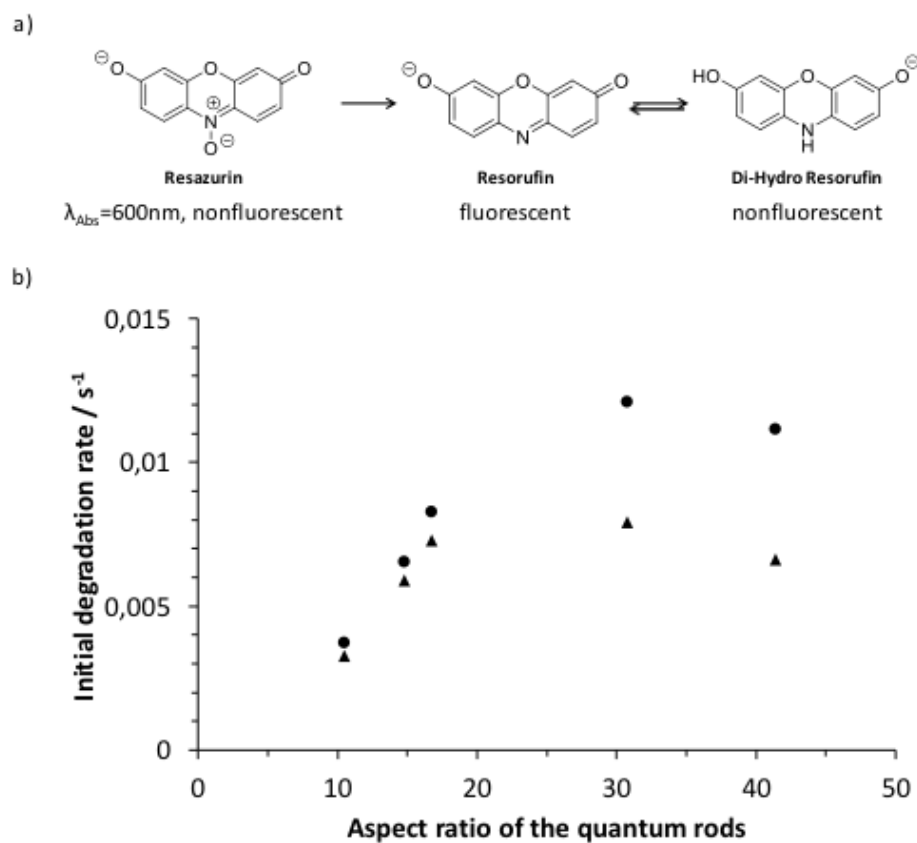 a)
⊖O O O
N⊕
O⊖
Resazurin
λAbs=600nm, nonfluorescent
⊖O O O
N
Resorufin
fluorescent
HO O O⊖
N
H
Di-Hydro Resorufin
nonfluorescent
b)
Initial degradation rate / s-1
0,015
0,01
0,005
0
0 10 20 30 40 50
Aspect ratio of the quantum rods